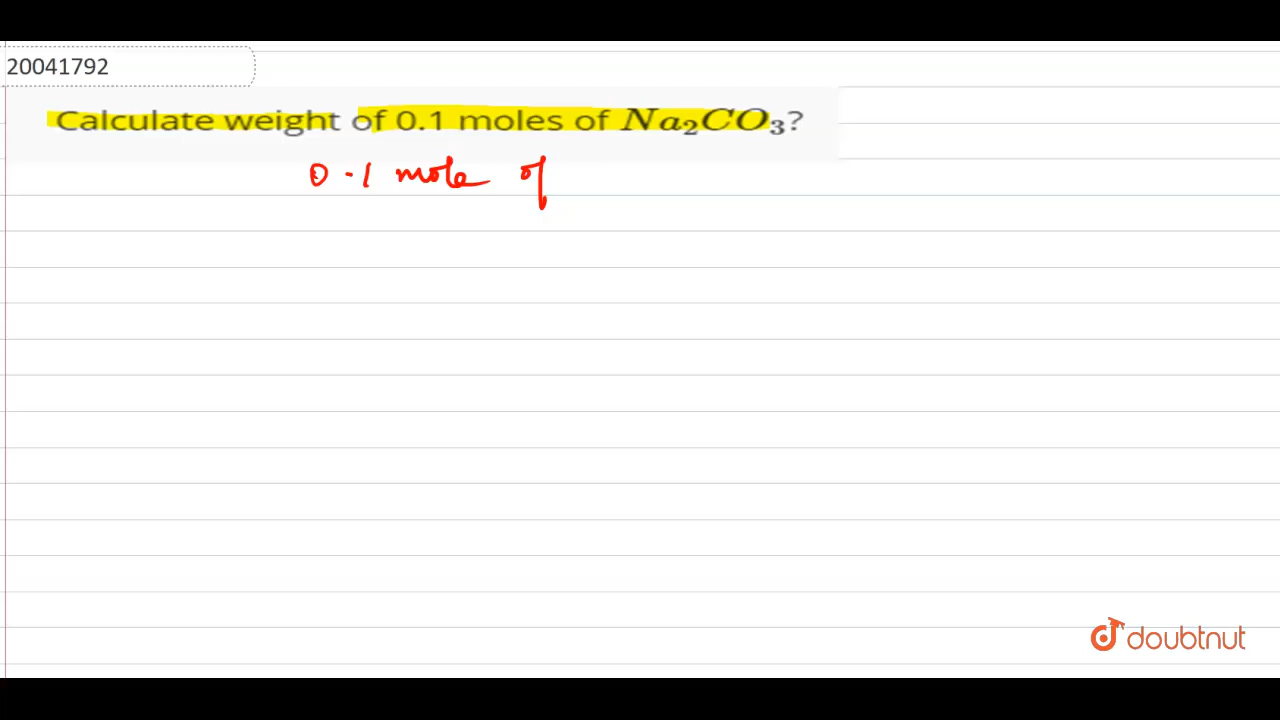 20041792
Calculate weight of 0.1 moles of Na₂CO₃?
0.1 mole of
doubtnut